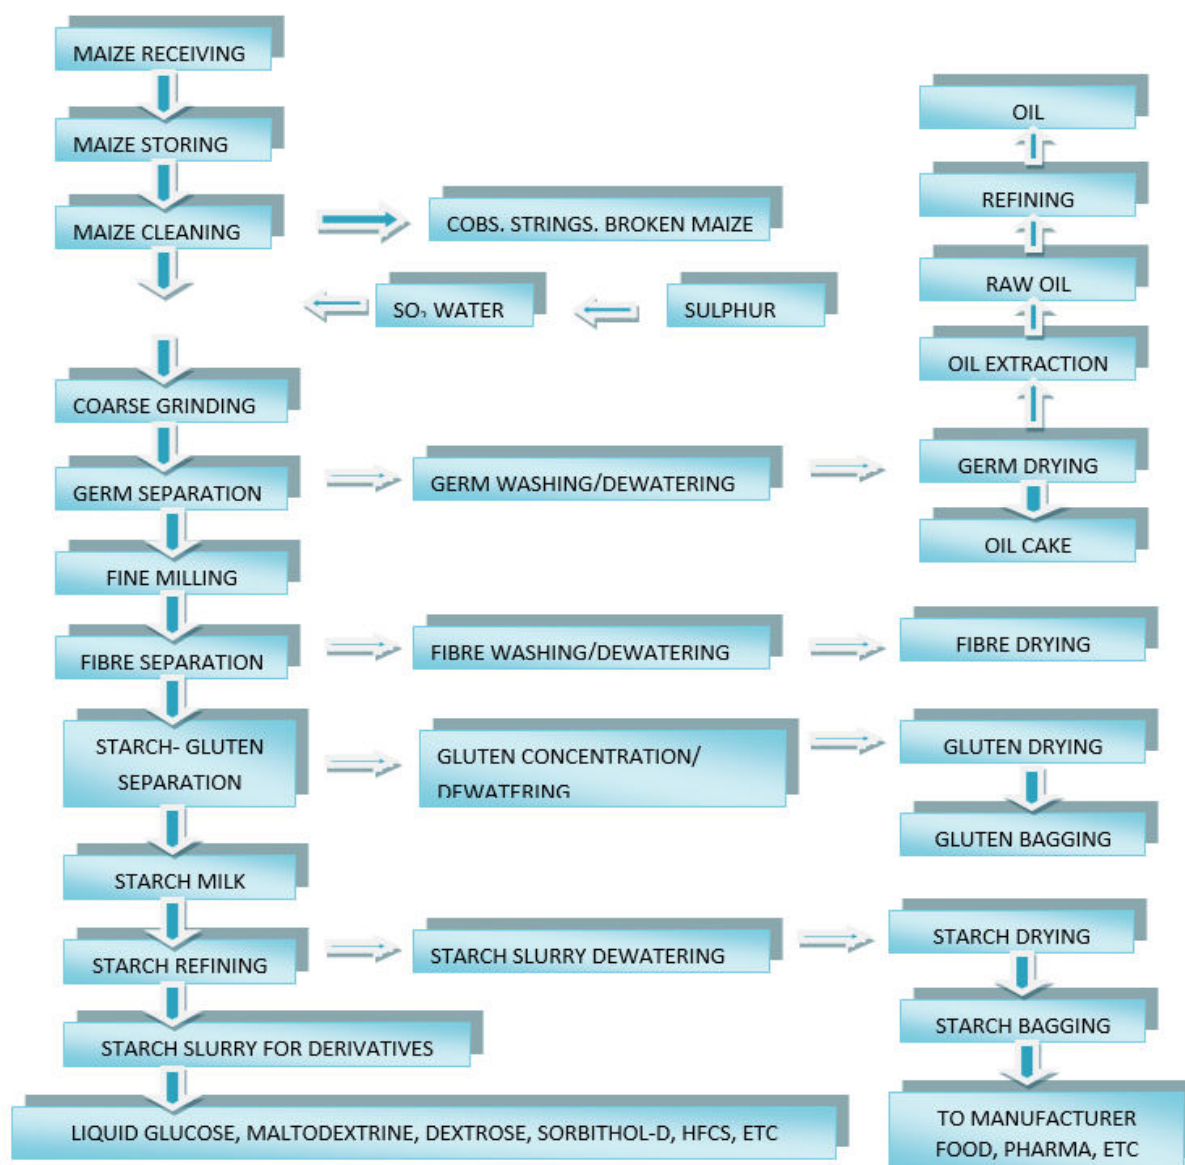 MAIZE RECEIVING
MAIZE STORING
MAIZE CLEANING
COBS. STRINGS. BROKEN MAIZE
SO₂ WATER
SULPHUR
COARSE GRINDING
GERM SEPARATION
GERM WASHING/DEWATERING
GERM DRYING
OIL EXTRACTION
RAW OIL
REFINING
OIL
OIL CAKE
FINE MILLING
FIBRE SEPARATION
FIBRE WASHING/DEWATERING
FIBRE DRYING
STARCH- GLUTEN
SEPARATION
GLUTEN CONCENTRATION/
DEWATERING
GLUTEN DRYING
GLUTEN BAGGING
STARCH MILK
STARCH REFINING
STARCH SLURRY DEWATERING
STARCH DRYING
STARCH BAGGING
TO MANUFACTURER
FOOD, PHARMA, ETC
STARCH SLURRY FOR DERIVATIVES
LIQUID GLUCOSE, MALTODEXTRINE, DEXTROSE, SORBITHOL-D, HFCS, ETC